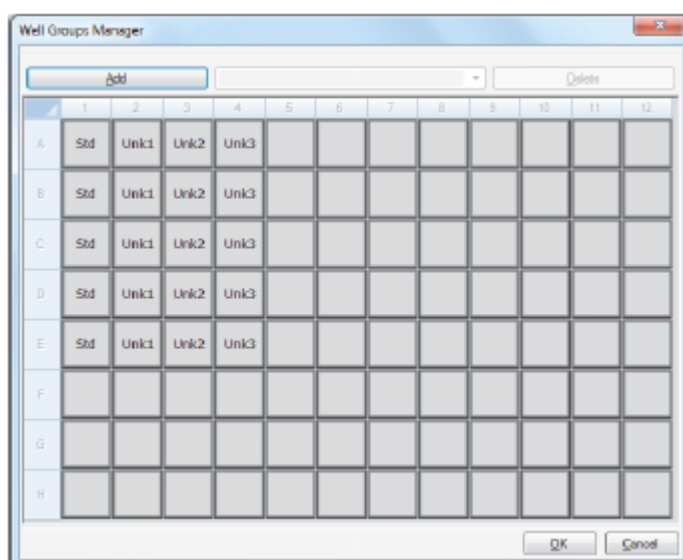 Well Groups Manager
Add Delete
1 2 3 4 5 6 7 8 9 10 11 12
A Std Unk1 Unk2 Unk3
B Std Unk1 Unk2 Unk3
C Std Unk1 Unk2 Unk3
D Std Unk1 Unk2 Unk3
E Std Unk1 Unk2 Unk3
F
G
H
OK Cancel